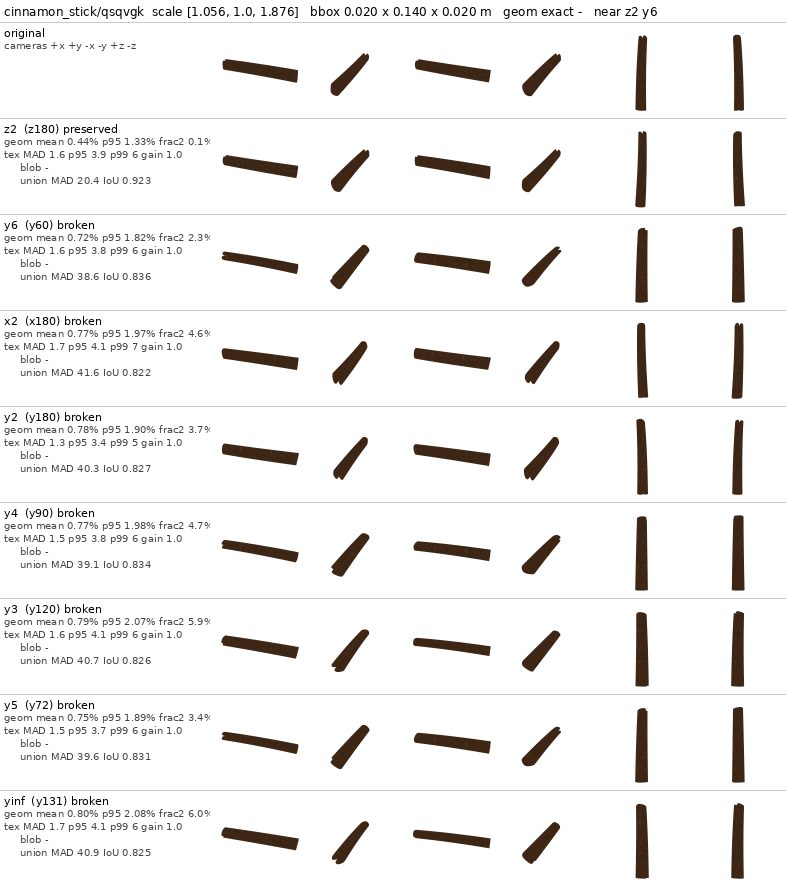 cinnamon_stick/qsqvgk scale [1.056, 1.0, 1.876] bbox 0.020 x 0.140 x 0.020 m geom exact - near z2 y6
original
cameras +x +y -x -y +z -z
z2 (z180) preserved
geom mean 0.44% p95 1.33% frac2 0.1%
tex MAD 1.6 p95 3.9 p99 6 gain 1.0
blob -
union MAD 20.4 IoU 0.923
y6 (y60) broken
geom mean 0.72% p95 1.82% frac2 2.3%
tex MAD 1.6 p95 3.8 p99 6 gain 1.0
blob -
union MAD 38.6 IoU 0.836
x2 (x180) broken
geom mean 0.77% p95 1.97% frac2 4.6%
tex MAD 1.7 p95 4.1 p99 7 gain 1.0
blob -
union MAD 41.6 IoU 0.822
y2 (y180) broken
geom mean 0.78% p95 1.90% frac2 3.7%
tex MAD 1.3 p95 3.4 p99 5 gain 1.0
blob -
union MAD 40.3 IoU 0.827
y4 (y90) broken
geom mean 0.77% p95 1.98% frac2 4.7%
tex MAD 1.5 p95 3.8 p99 6 gain 1.0
blob -
union MAD 39.1 IoU 0.834
y3 (y120) broken
geom mean 0.79% p95 2.07% frac2 5.9%
tex MAD 1.6 p95 4.1 p99 6 gain 1.0
blob -
union MAD 40.7 IoU 0.826
y5 (y72) broken
geom mean 0.75% p95 1.89% frac2 3.4%
tex MAD 1.5 p95 3.7 p99 6 gain 1.0
blob -
union MAD 39.6 IoU 0.831
yinf (y131) broken
geom mean 0.80% p95 2.08% frac2 6.0%
tex MAD 1.7 p95 4.1 p99 6 gain 1.0
blob -
union MAD 40.9 IoU 0.825